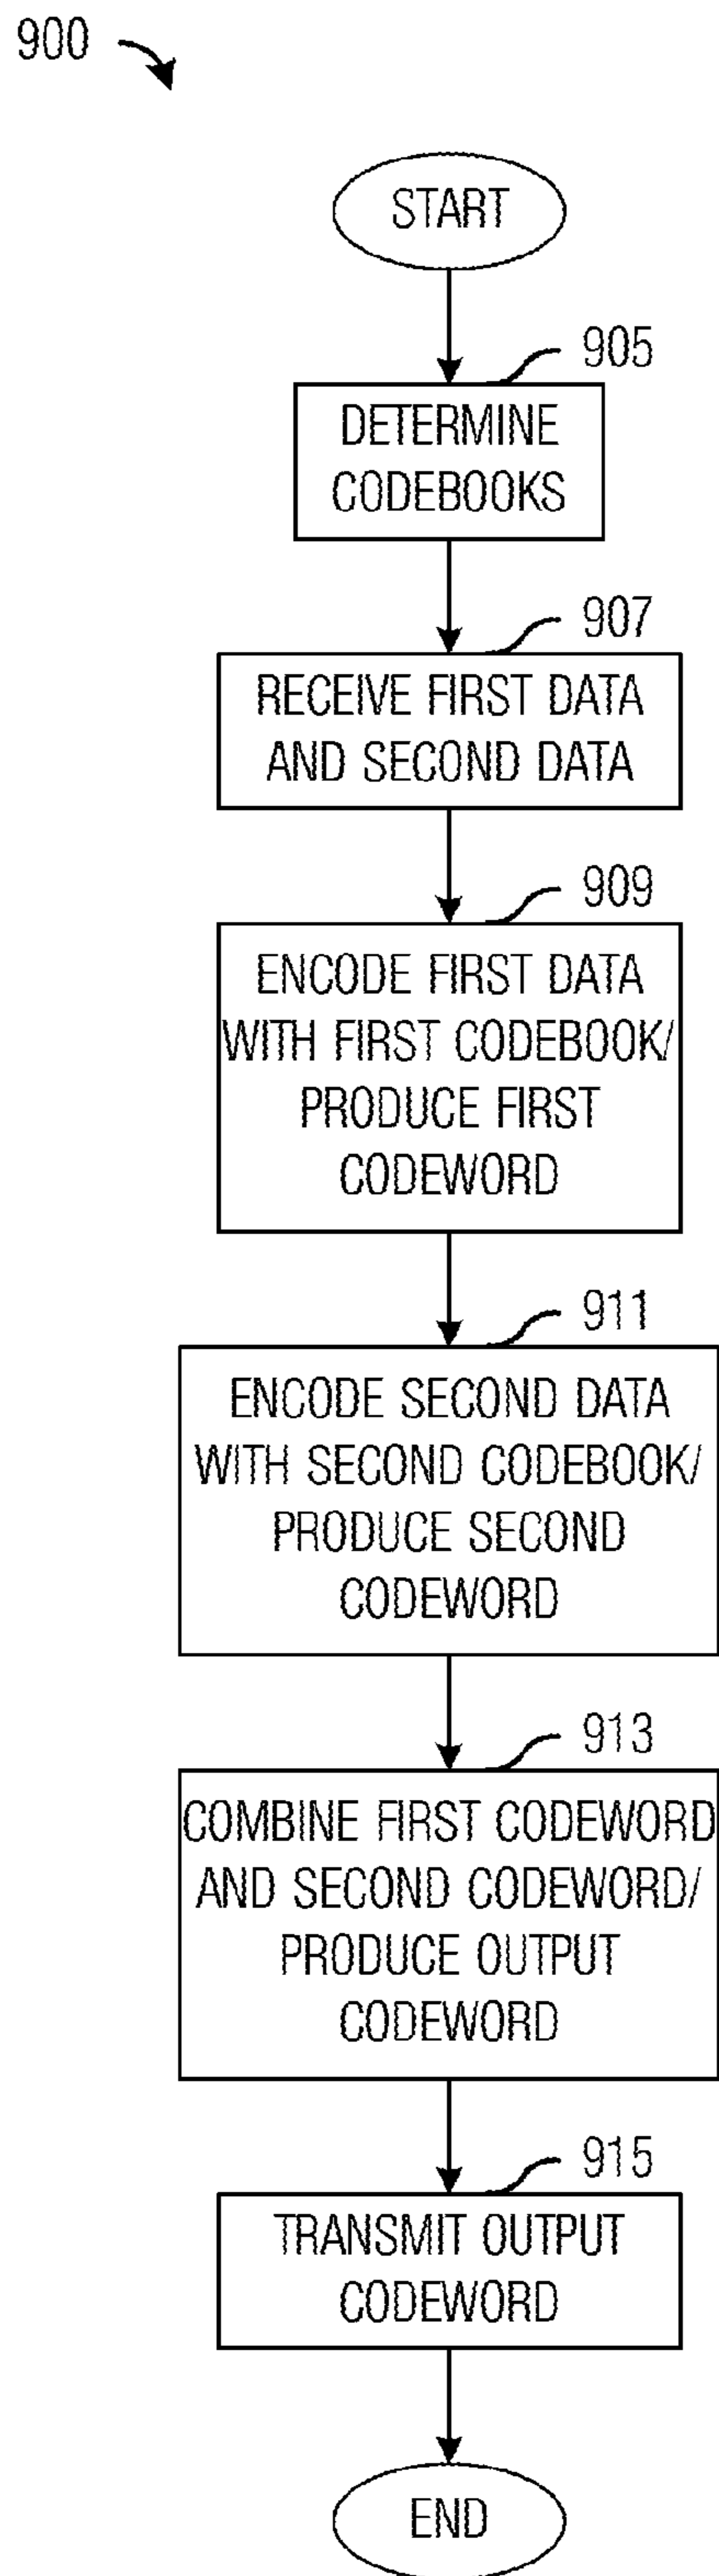 900
START
905
DETERMINE
CODEBOOKS
907
RECEIVE FIRST DATA
AND SECOND DATA
909
ENCODE FIRST DATA
WITH FIRST CODEBOOK/
PRODUCE FIRST
CODEWORD
911
ENCODE SECOND DATA
WITH SECOND CODEBOOK/
PRODUCE SECOND
CODEWORD
913
COMBINE FIRST CODEWORD
AND SECOND CODEWORD/
PRODUCE OUTPUT
CODEWORD
915
TRANSMIT OUTPUT
CODEWORD
END